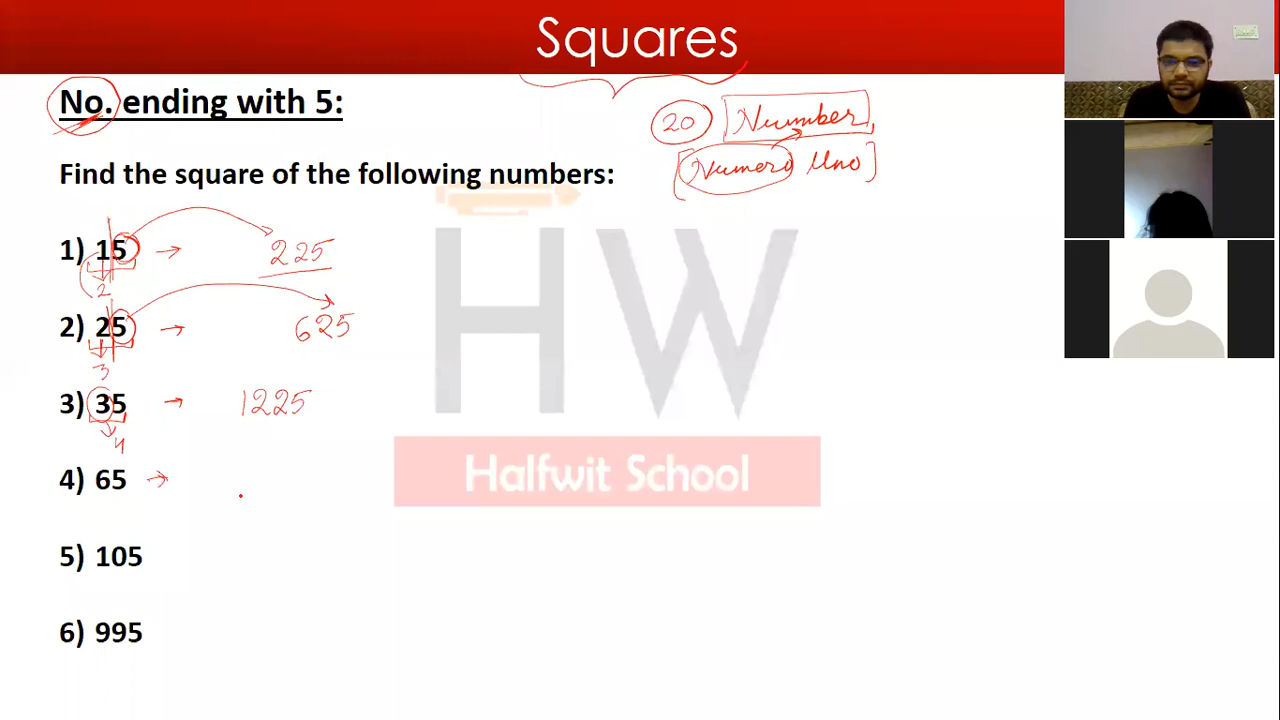 Squares
No. ending with 5:
20 Number,
[Numero Uno]
Find the square of the following numbers:
1) 15 → 225
2
2) 25 → 625
3
3) 35 → 1225
4
4) 65 →
5) 105
6) 995
HW
Halfwit School